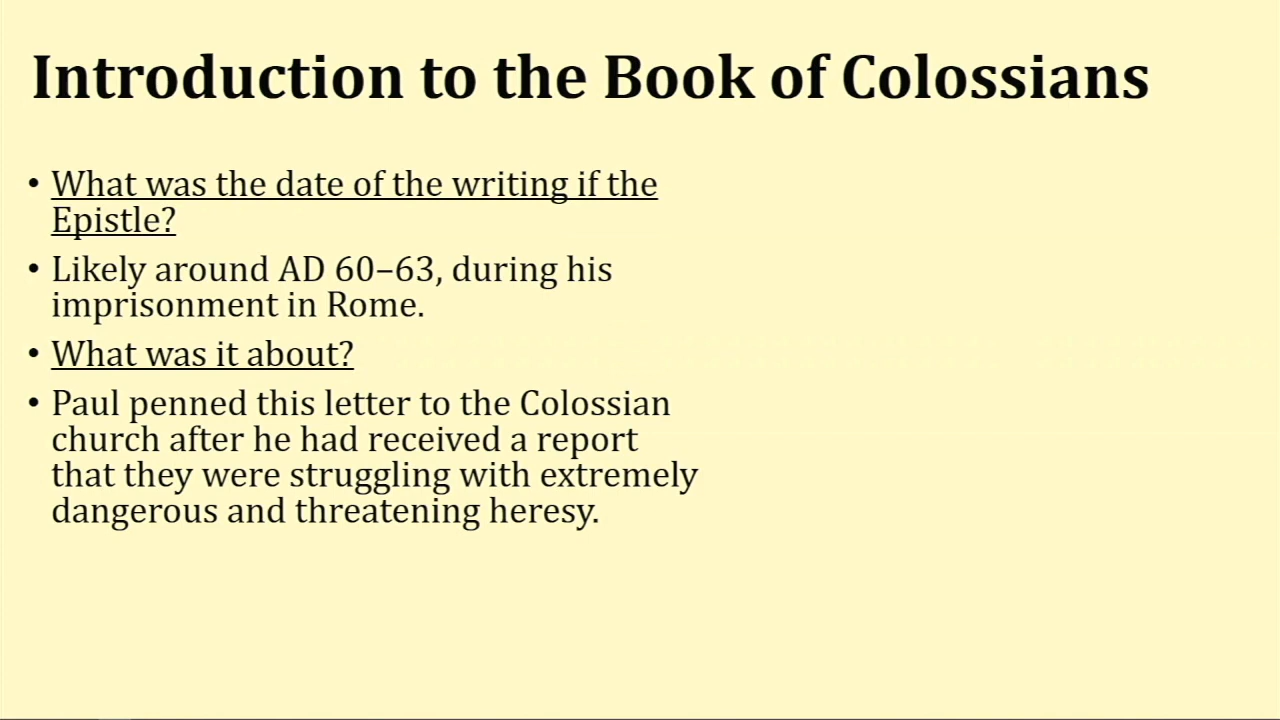 Introduction to the Book of Colossians
• What was the date of the writing if the
Epistle?
• Likely around AD 60–63, during his
imprisonment in Rome.
• What was it about?
• Paul penned this letter to the Colossian
church after he had received a report
that they were struggling with extremely
dangerous and threatening heresy.